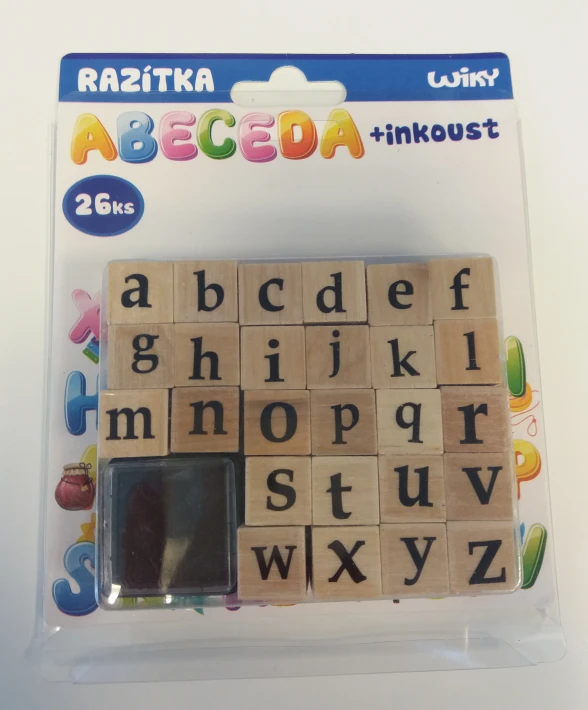 RAZÍTKA wiky
ABECEDA +inkoust
26ks
a b c d e f
g h i j k l
m n o p q r
s t u v
w x y z